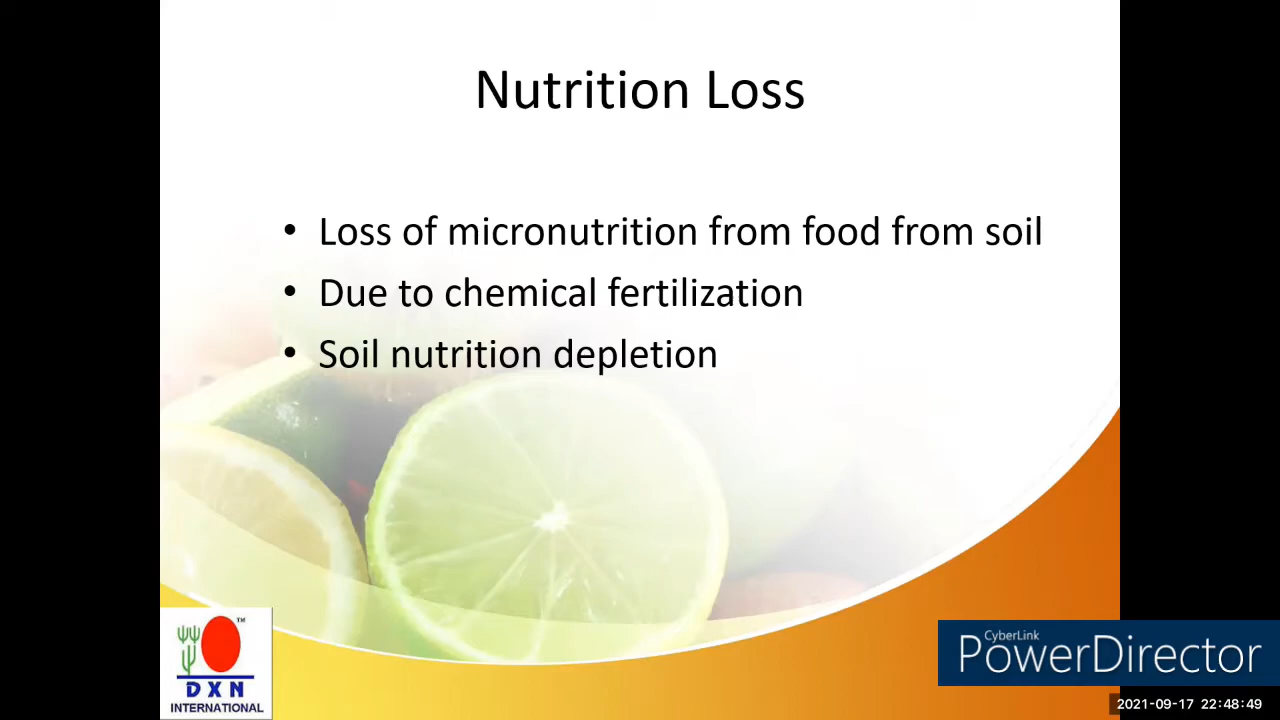 Nutrition Loss
• Loss of micronutrition from food from soil
• Due to chemical fertilization
• Soil nutrition depletion
TM
DXN
INTERNATIONAL
CyberLink
PowerDirector
2021-09-17 22:48:49